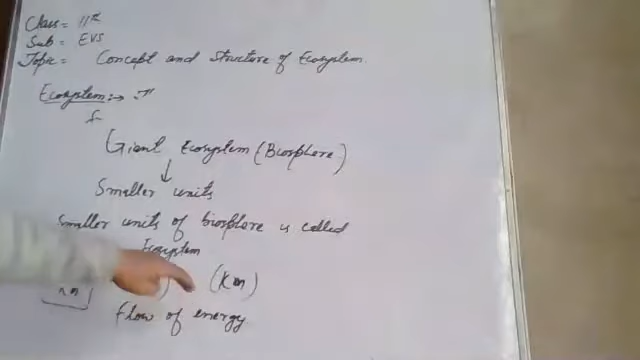 Class = 11th
Sub = EVS
Topic = Concept and structure of Ecosystem.
Ecosystem :→
Giant Ecosystem (Biosphere)
↓
Smaller units
Smaller units of biosphere is called
Ecosystem
(Km)
flow of energy